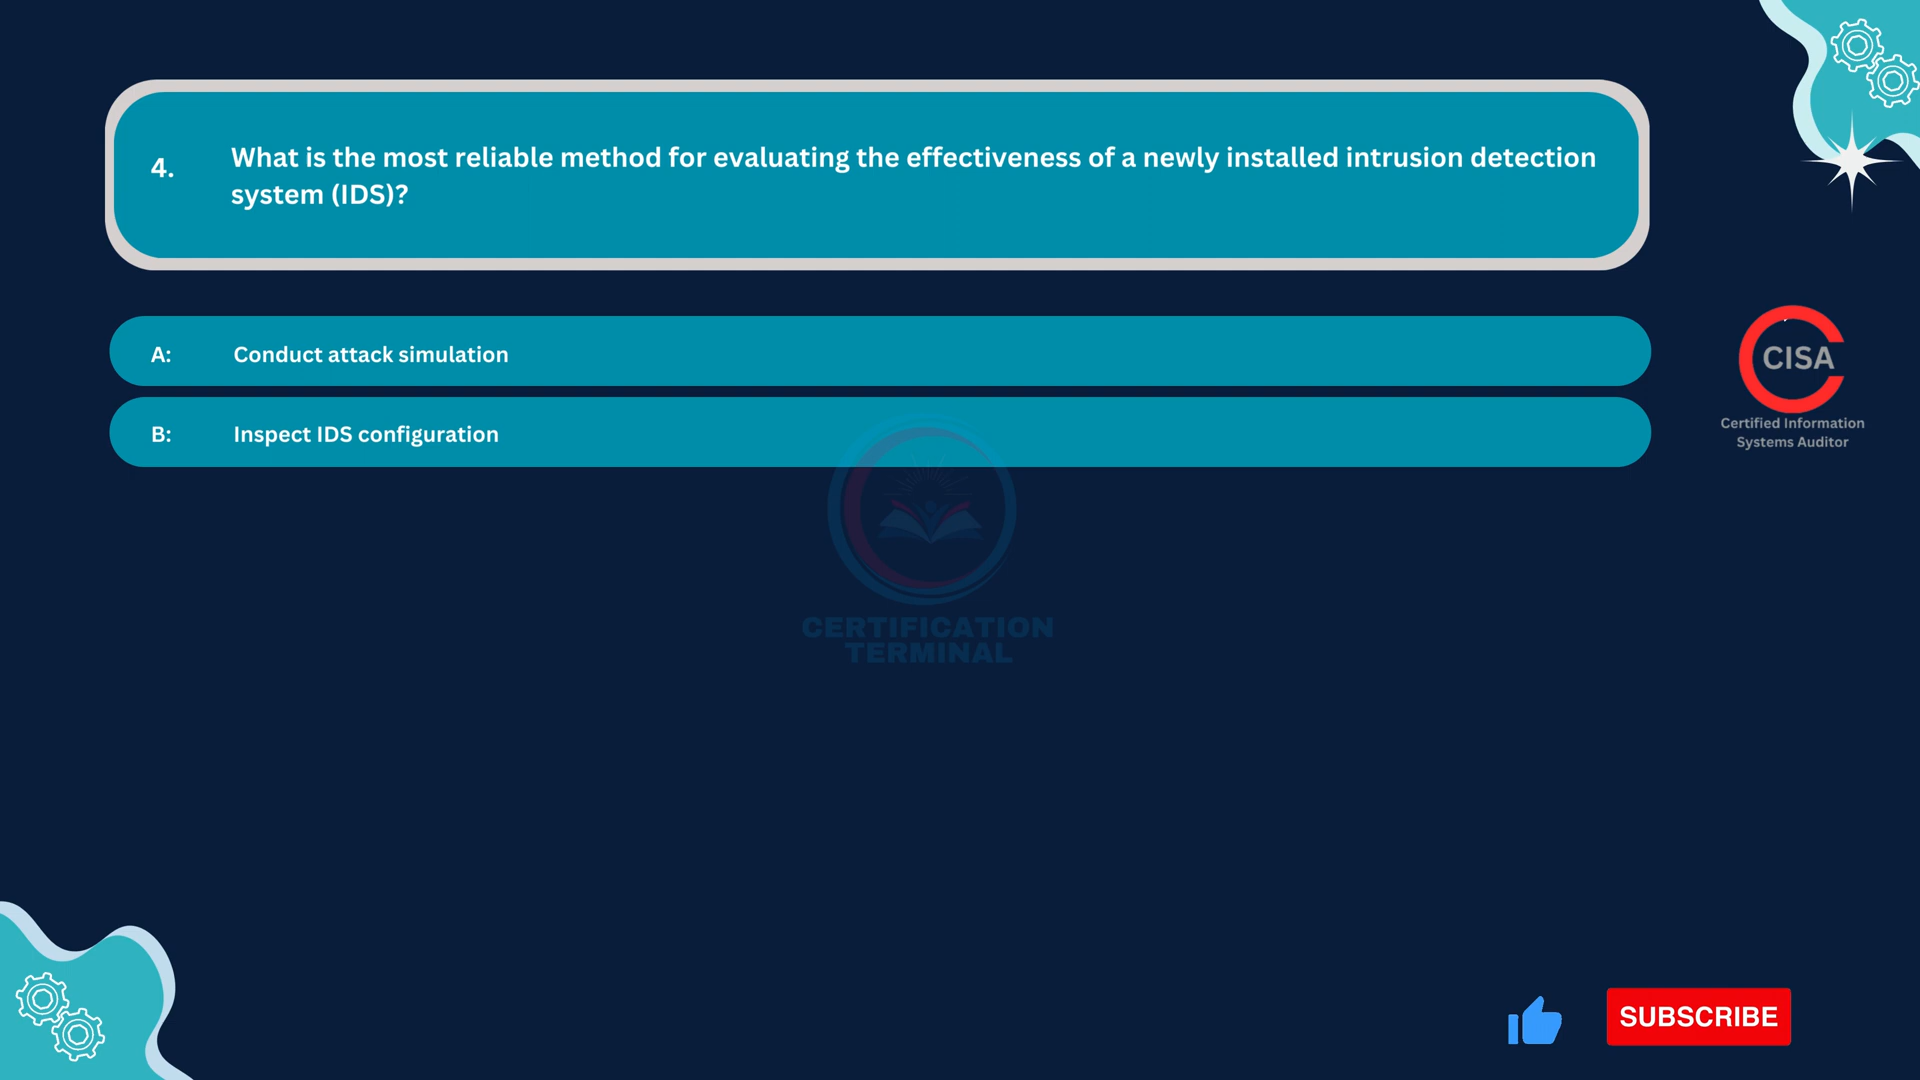 4. What is the most reliable method for evaluating the effectiveness of a newly installed intrusion detection
system (IDS)?
A: Conduct attack simulation
B: Inspect IDS configuration
CISA
Certified Information
Systems Auditor
CERTIFICATION
TERMINAL
SUBSCRIBE